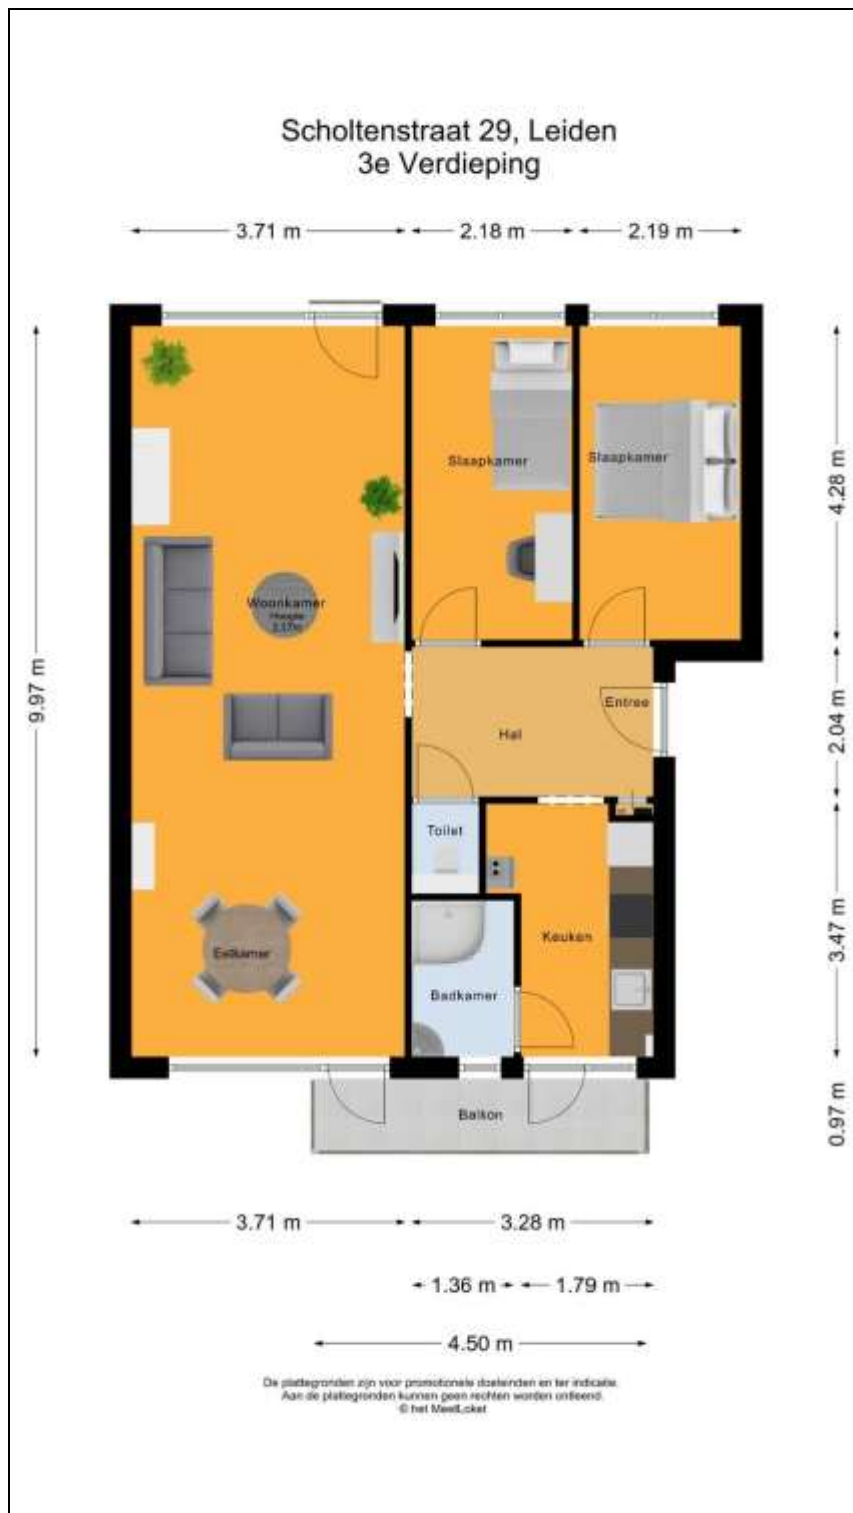 Scholtenstraat 29, Leiden
3e Verdieping
3.71 m
2.18 m
2.19 m
9.97 m
4.28 m
2.04 m
3.47 m
0.97 m
Slaapkamer
Slaapkamer
Woonkamer
Hoogte:
Entree
Hal
Toilet
Keuken
Eetkamer
Badkamer
Balkon
3.71 m
3.28 m
1.36 m
1.79 m
4.50 m
De plattegronden zijn voor promotionele doeleinden en ter indicatie.
Aan de plattegronden kunnen geen rechten worden ontleend.
© het MeetLoket